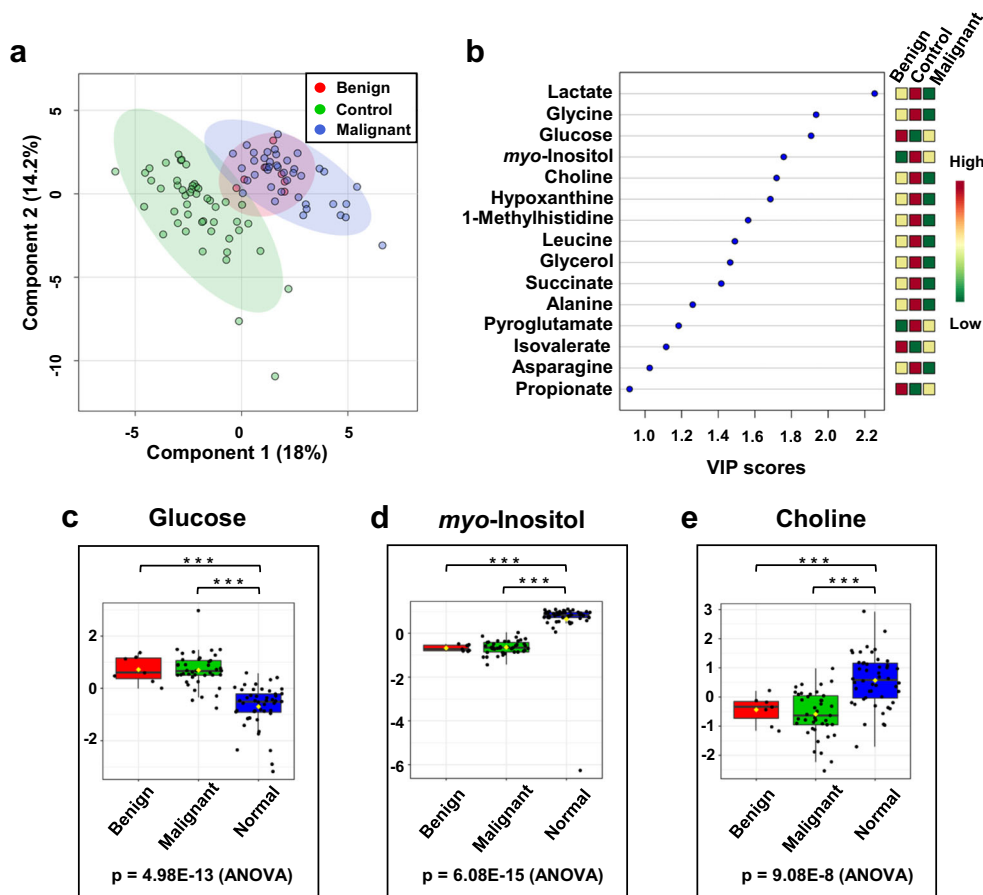 a
Benign
Control
Malignant
5
0
-5
-10
Component 2 (14.2%)
-5
0
5
Component 1 (18%)
b
Benign
Control
Malignant
Lactate
Glycine
Glucose
myo-Inositol
Choline
Hypoxanthine
1-Methylhistidine
Leucine
Glycerol
Succinate
Alanine
Pyroglutamate
Isovalerate
Asparagine
Propionate
1.0 1.2 1.4 1.6 1.8 2.0 2.2
VIP scores
High
Low
c Glucose
***
***
2
0
-2
Benign
Malignant
Normal
p = 4.98E-13 (ANOVA)
d myo-Inositol
***
***
0
-2
-4
-6
Benign
Malignant
Normal
p = 6.08E-15 (ANOVA)
e Choline
***
***
3
2
1
0
-1
-2
Benign
Malignant
Normal
p = 9.08E-8 (ANOVA)